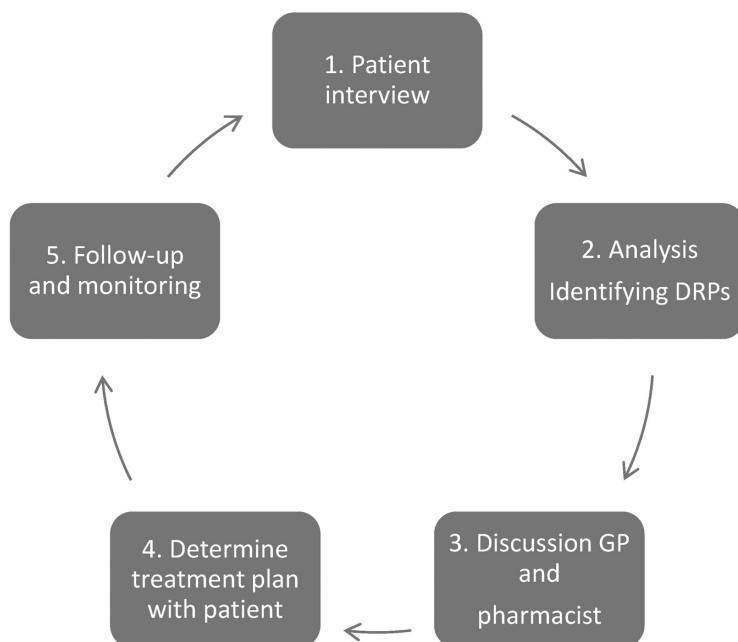 1. Patient
interview
2. Analysis
Identifying DRPs
3. Discussion GP
and
pharmacist
4. Determine
treatment plan
with patient
5. Follow-up
and monitoring